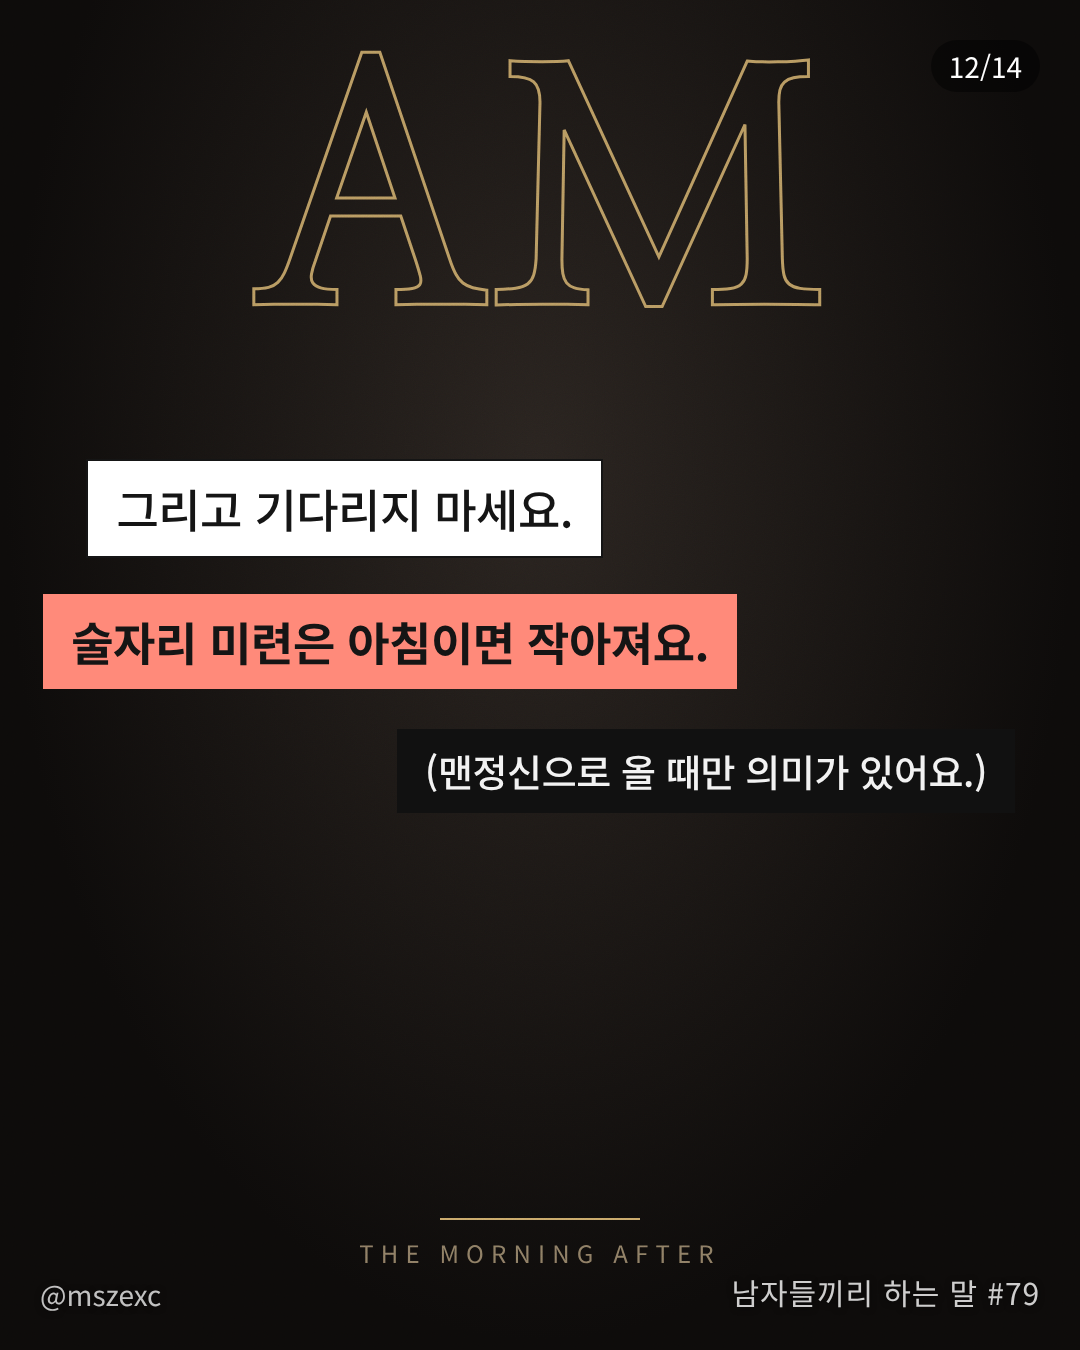 AM
12/14
그리고 기다리지 마세요.
술자리 미련은 아침이면 작아져요.
(맨정신으로 올 때만 의미가 있어요.)
THE MORNING AFTER
@mszexc
남자들끼리 하는 말 #79